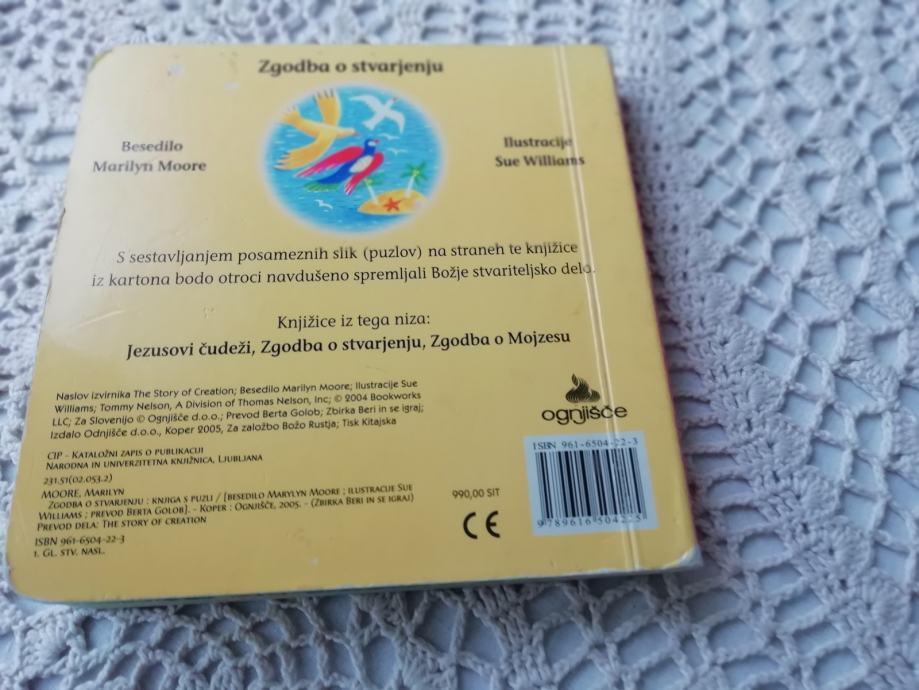 Zgodba o stvarjenju
Besedilo
Marilyn Moore
Ilustracije
Sue Williams
S sestavljanjem posameznih slik (puzlov) na straneh te knjižice
iz kartona bodo otroci navdušeno spremljali Božje stvariteljsko delo.
Knjižice iz tega niza:
Jezusovi čudeži, Zgodba o stvarjenju, Zgodba o Mojzesu
Naslov izvirnika The Story of Creation; Besedilo Marilyn Moore; Ilustracije Sue
Williams; Tommy Nelson, A Division of Thomas Nelson, Inc; © 2004 Bookworks
LLC; Za Slovenijo © Ognjišče d.o.o.; Prevod Berta Golob; Zbirka Beri in se igraj;
Izdalo Odnjišče d.o.o., Koper 2005, Za založbo Božo Rustja; Tisk Kitajska
CIP - Kataložni zapis o publikaciji
Narodna in univerzitetna knjižnica, Ljubljana
231.51(02.053.2)
MOORE, Marilyn
Zgodba o stvarjenju : knjiga s puzli / [besedilo Marylyn Moore ; ilustracije Sue
Williams ; prevod Berta Golob]. - Koper : Ognjišče, 2005. - (Zbirka Beri in se igraj)
Prevod dela: The story of creation
ISBN 961-6504-22-3
1. Gl. stv. nasl.
990,00 SIT
CE
ognjišče
ISBN 961-6504-22-3
9789616504225